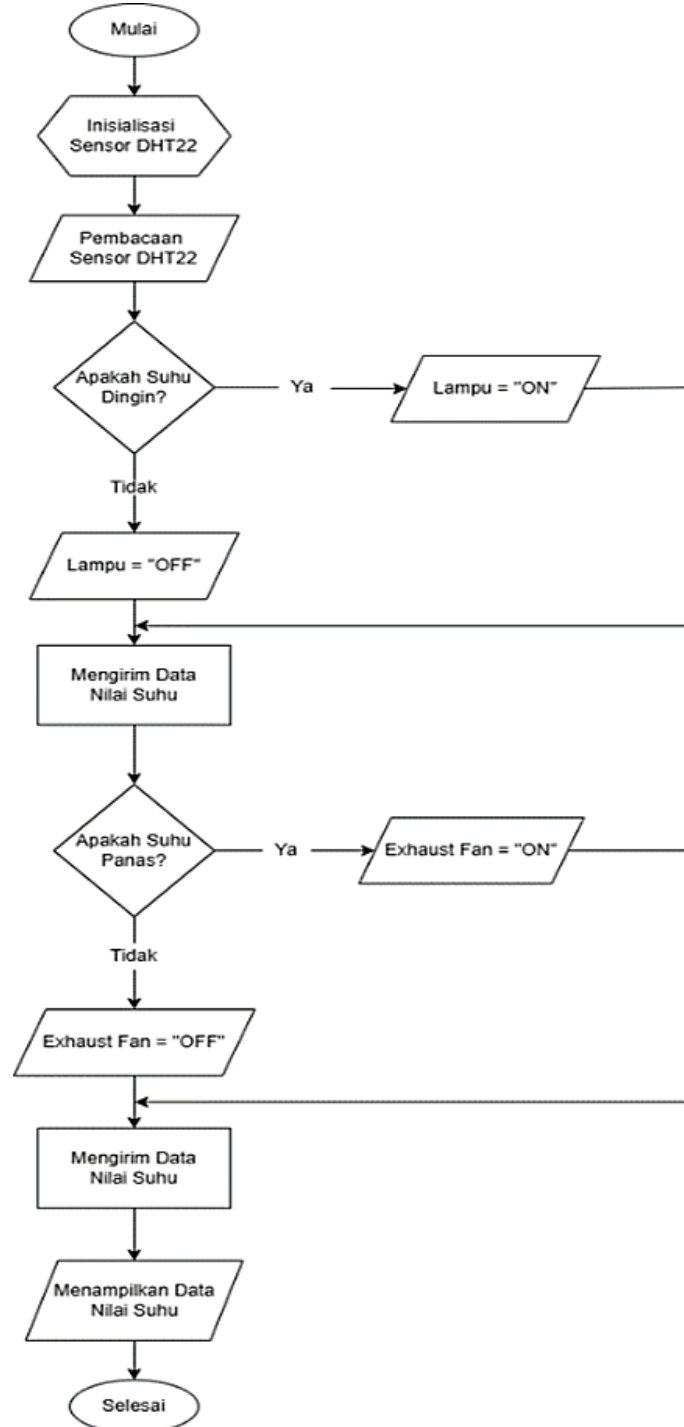 Mulai
Inisialisasi
Sensor DHT22
Pembacaan
Sensor DHT22
Apakah Suhu
Dingin?
Ya
Lampu = "ON"
Tidak
Lampu = "OFF"
Mengirim Data
Nilai Suhu
Apakah Suhu
Panas?
Ya
Exhaust Fan = "ON"
Tidak
Exhaust Fan = "OFF"
Mengirim Data
Nilai Suhu
Menampilkan Data
Nilai Suhu
Selesai